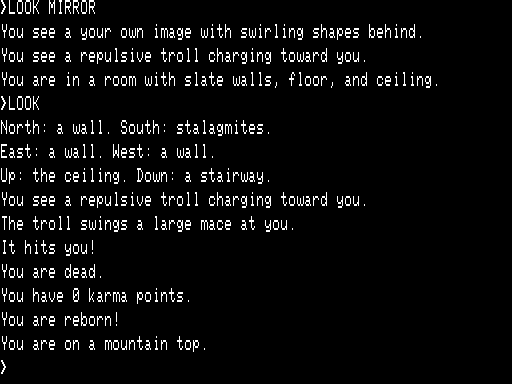 >LOOK MIRROR
You see a your own image with swirling shapes behind.
You see a repulsive troll charging toward you.
You are in a room with slate walls, floor, and ceiling.
>LOOK
North: a wall. South: stalagmites.
East: a wall. West: a wall.
Up: the ceiling. Down: a stairway.
You see a repulsive troll charging toward you.
The troll swings a large mace at you.
It hits you!
You are dead.
You have 0 karma points.
You are reborn!
You are on a mountain top.
>